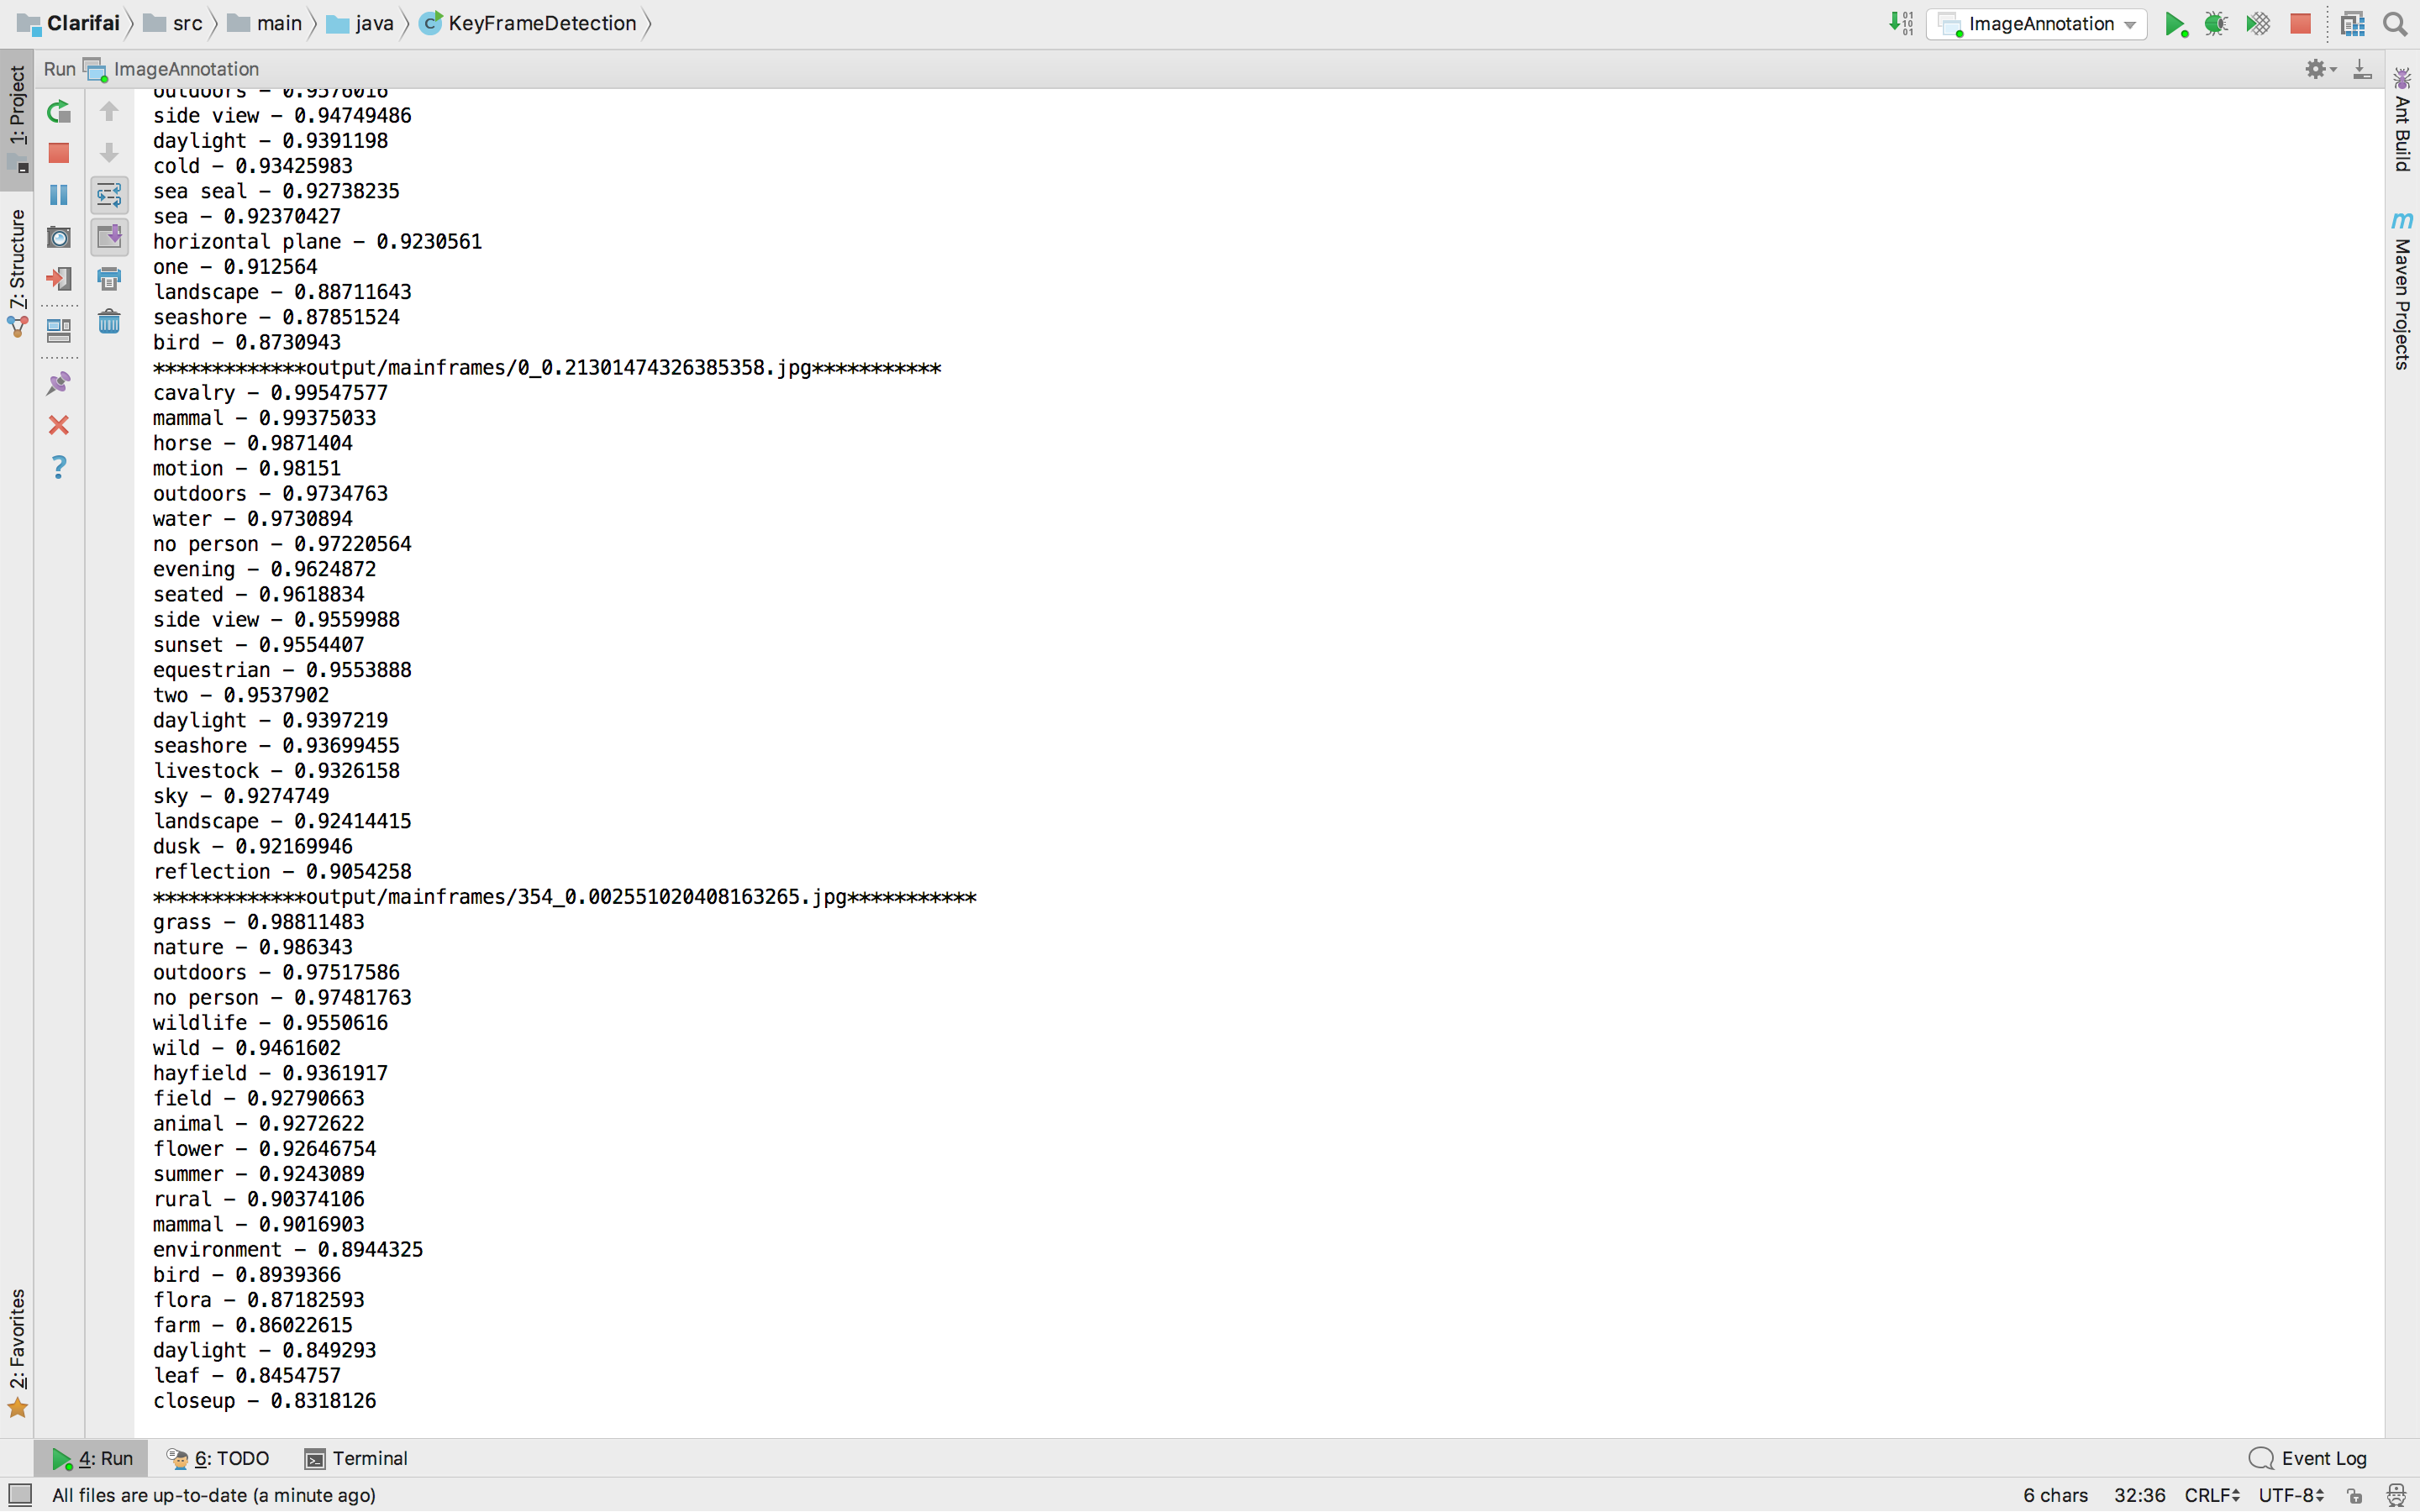 Clarifai src main java KeyFrameDetection ImageAnnotation
Run ImageAnnotation
1: Project
7: Structure
2: Favorites
Ant Build
Maven Projects
outdoors - 0.9576016
side view - 0.94749486
daylight - 0.9391198
cold - 0.93425983
sea seal - 0.92738235
sea - 0.92370427
horizontal plane - 0.9230561
one - 0.912564
landscape - 0.88711643
seashore - 0.87851524
bird - 0.8730943
*************output/mainframes/0_0.21301474326385358.jpg***********
cavalry - 0.99547577
mammal - 0.99375033
horse - 0.9871404
motion - 0.98151
outdoors - 0.9734763
water - 0.9730894
no person - 0.97220564
evening - 0.9624872
seated - 0.9618834
side view - 0.9559988
sunset - 0.9554407
equestrian - 0.9553888
two - 0.9537902
daylight - 0.9397219
seashore - 0.93699455
livestock - 0.9326158
sky - 0.9274749
landscape - 0.92414415
dusk - 0.92169946
reflection - 0.9054258
*************output/mainframes/354_0.002551020408163265.jpg***********
grass - 0.98811483
nature - 0.986343
outdoors - 0.97517586
no person - 0.97481763
wildlife - 0.9550616
wild - 0.9461602
hayfield - 0.9361917
field - 0.92790663
animal - 0.9272622
flower - 0.92646754
summer - 0.9243089
rural - 0.90374106
mammal - 0.9016903
environment - 0.8944325
bird - 0.8939366
flora - 0.87182593
farm - 0.86022615
daylight - 0.849293
leaf - 0.8454757
closeup - 0.8318126
4: Run 6: TODO Terminal Event Log
All files are up-to-date (a minute ago) 6 chars 32:36 CRLF UTF-8